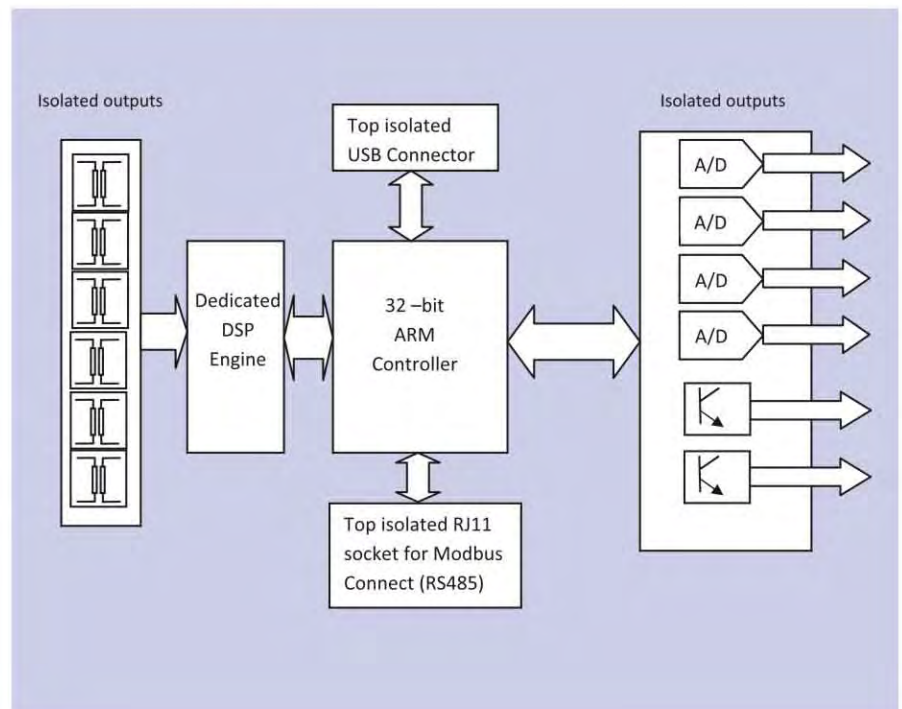 Isolated outputs
Isolated outputs
Top isolated
USB Connector
A/D
A/D
A/D
A/D
Dedicated
DSP
Engine
32 –bit
ARM
Controller
Top isolated RJ11
socket for Modbus
Connect (RS485)